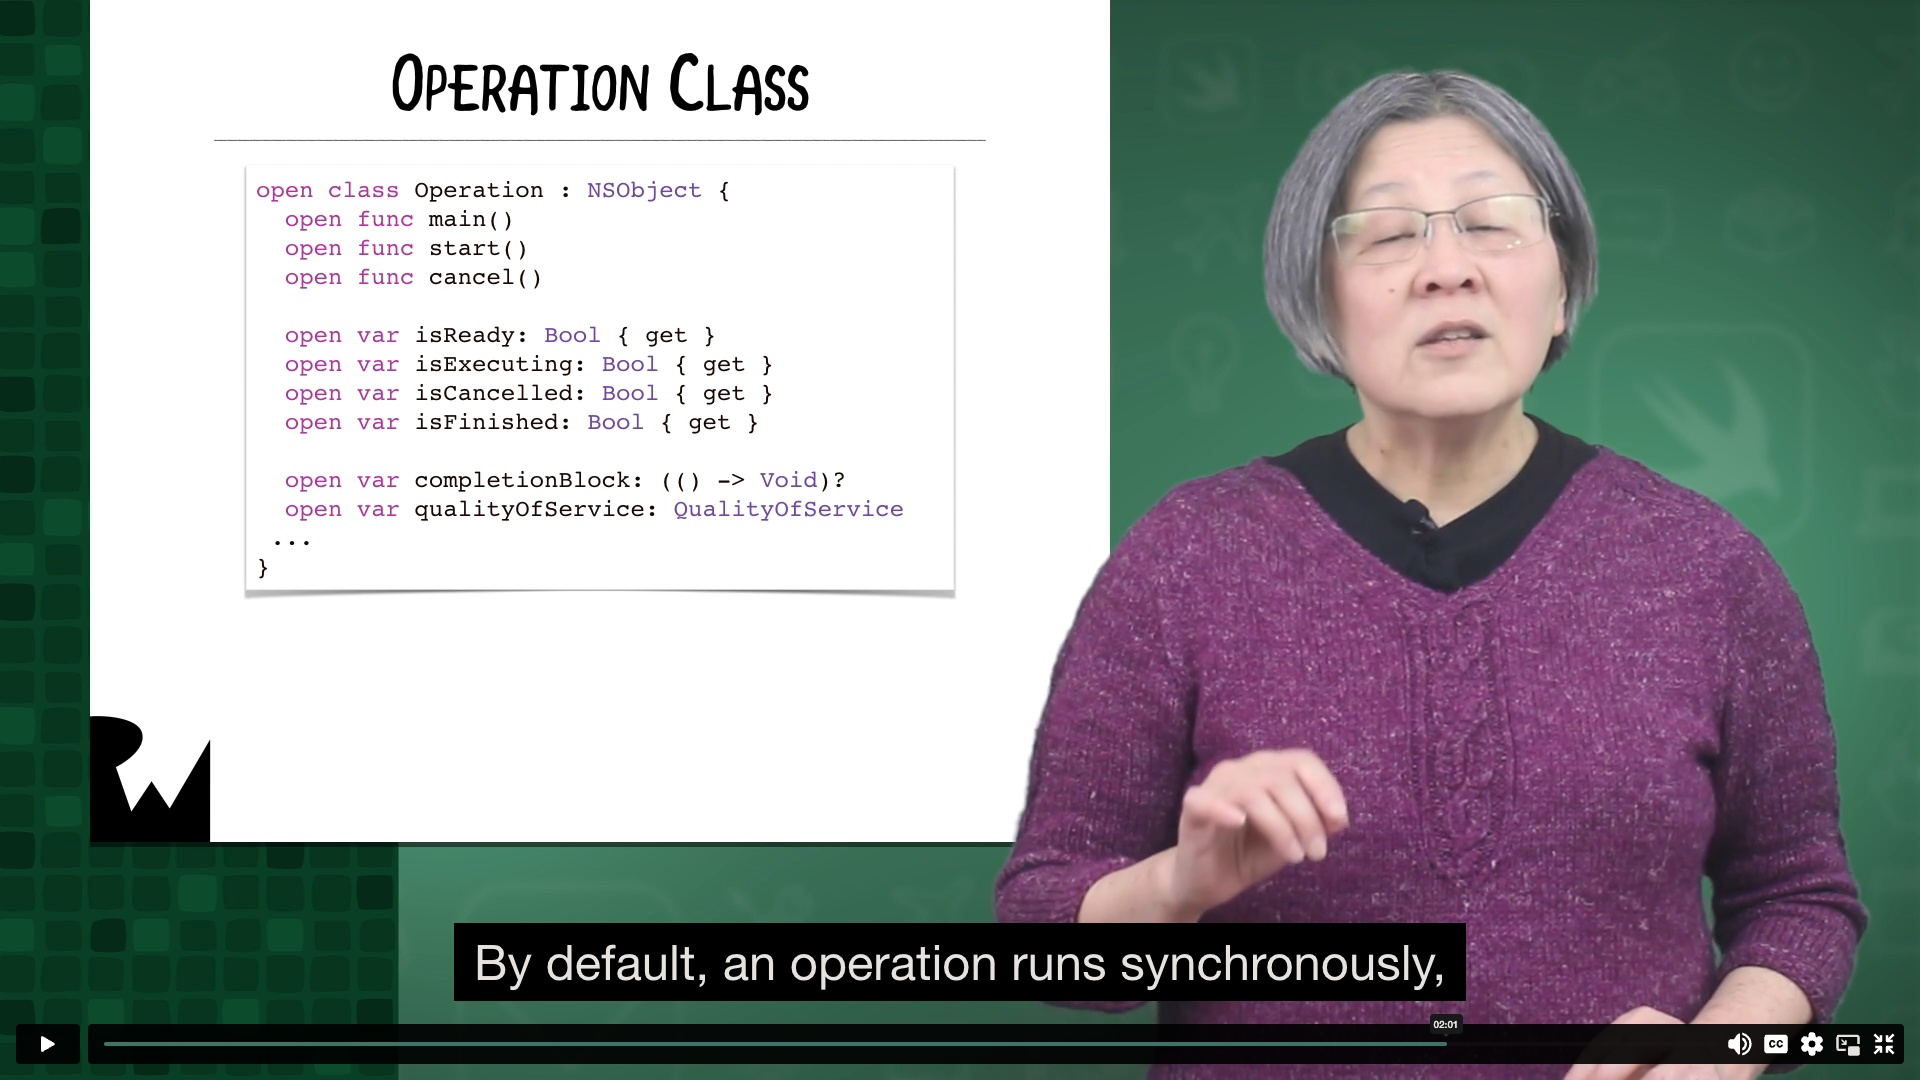 OPERATION CLASS
open class Operation : NSObject {
  open func main()
  open func start()
  open func cancel()

  open var isReady: Bool { get }
  open var isExecuting: Bool { get }
  open var isCancelled: Bool { get }
  open var isFinished: Bool { get }

  open var completionBlock: (() -> Void)?
  open var qualityOfService: QualityOfService
 ...
}
RW
By default, an operation runs synchronously,
02:01
CC